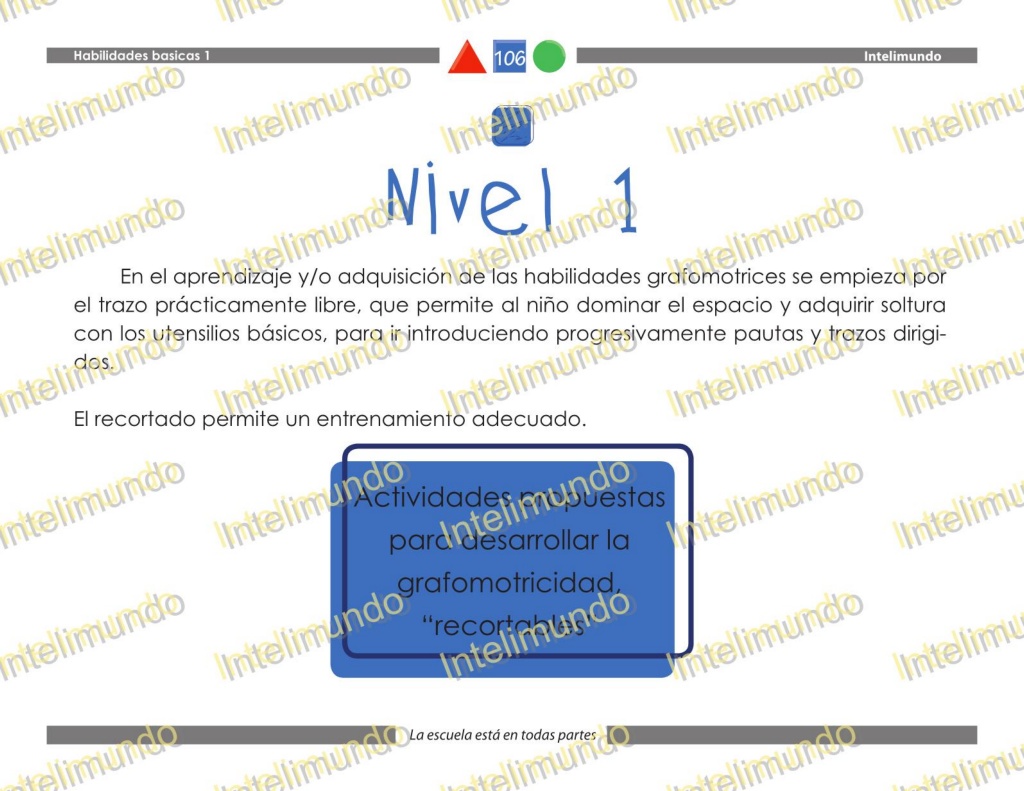 Habilidades basicas 1
106
Intelimundo
Nivel 1
En el aprendizaje y/o adquisición de las habilidades grafomotrices se empieza por
el trazo prácticamente libre, que permite al niño dominar el espacio y adquirir soltura
con los utensilios básicos, para ir introduciendo progresivamente pautas y trazos dirigi-
dos.
El recortado permite un entrenamiento adecuado.
Actividades propuestas
para desarrollar la
grafomotricidad,
“recortables”
La escuela está en todas partes
Intelimundo